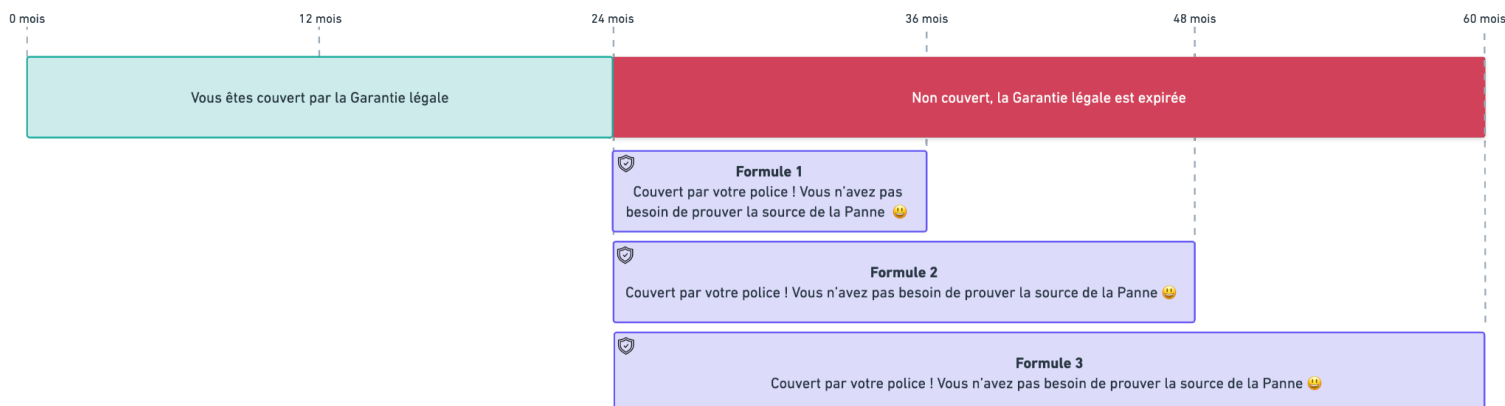 0 mois
12 mois
24 mois
36 mois
48 mois
60 mois
Vous êtes couvert par la Garantie légale
Non couvert, la Garantie légale est expirée
Formule 1
Couvert par votre police ! Vous n'avez pas
besoin de prouver la source de la Panne 😃
Formule 2
Couvert par votre police ! Vous n'avez pas besoin de prouver la source de la Panne 😃
Formule 3
Couvert par votre police ! Vous n'avez pas besoin de prouver la source de la Panne 😃